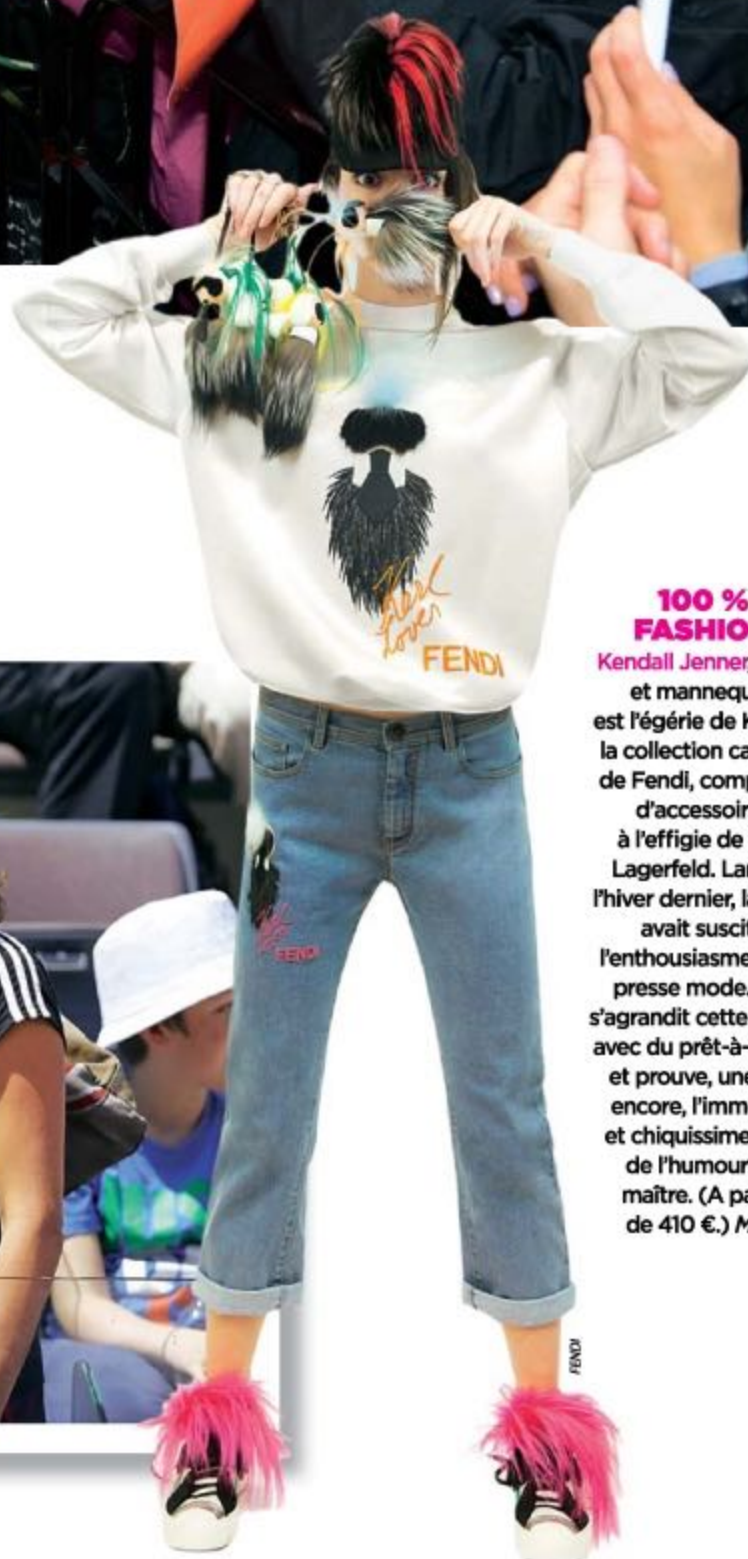 Karl
Loves
FENDI
FENDI
100 %
FASHIO
Kendall Jenner,
et mannequ
est l'égérie de K
la collection ca
de Fendi, comp
d'accessoir
à l'effigie de
Lagerfeld. Lan
l'hiver dernier, la
avait suscit
l'enthousiasme
presse mode.
s'agrandit cette
avec du prêt-à-
et prouve, une
encore, l'imm
et chiquissime
de l'humour
maître. (A pa
de 410 €.) M
FENDI